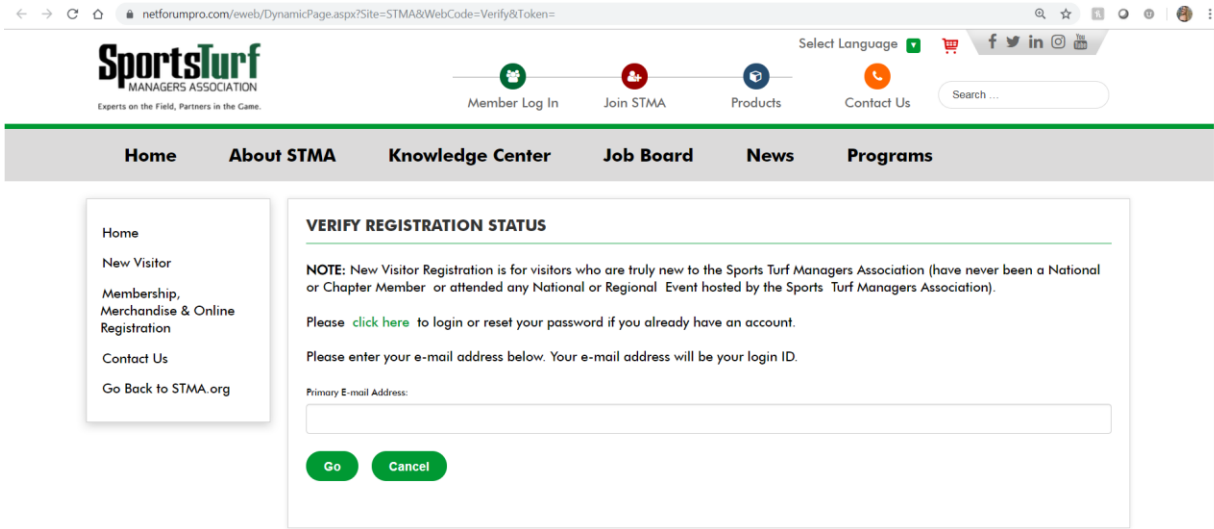 netforumpro.com/eweb/DynamicPage.aspx?Site=STMA&WebCode=Verify&Token=
SportsTurf
MANAGERS ASSOCIATION
Experts on the Field, Partners in the Game.
Select Language
You
Tube
Member Log In
Join STMA
Products
Contact Us
Search ...
Home
About STMA
Knowledge Center
Job Board
News
Programs
Home
New Visitor
Membership,
Merchandise & Online
Registration
Contact Us
Go Back to STMA.org
VERIFY REGISTRATION STATUS
NOTE: New Visitor Registration is for visitors who are truly new to the Sports Turf Managers Association (have never been a National
or Chapter Member or attended any National or Regional Event hosted by the Sports Turf Managers Association).
Please click here to login or reset your password if you already have an account.
Please enter your e-mail address below. Your e-mail address will be your login ID.
Primary E-mail Address:
Go
Cancel